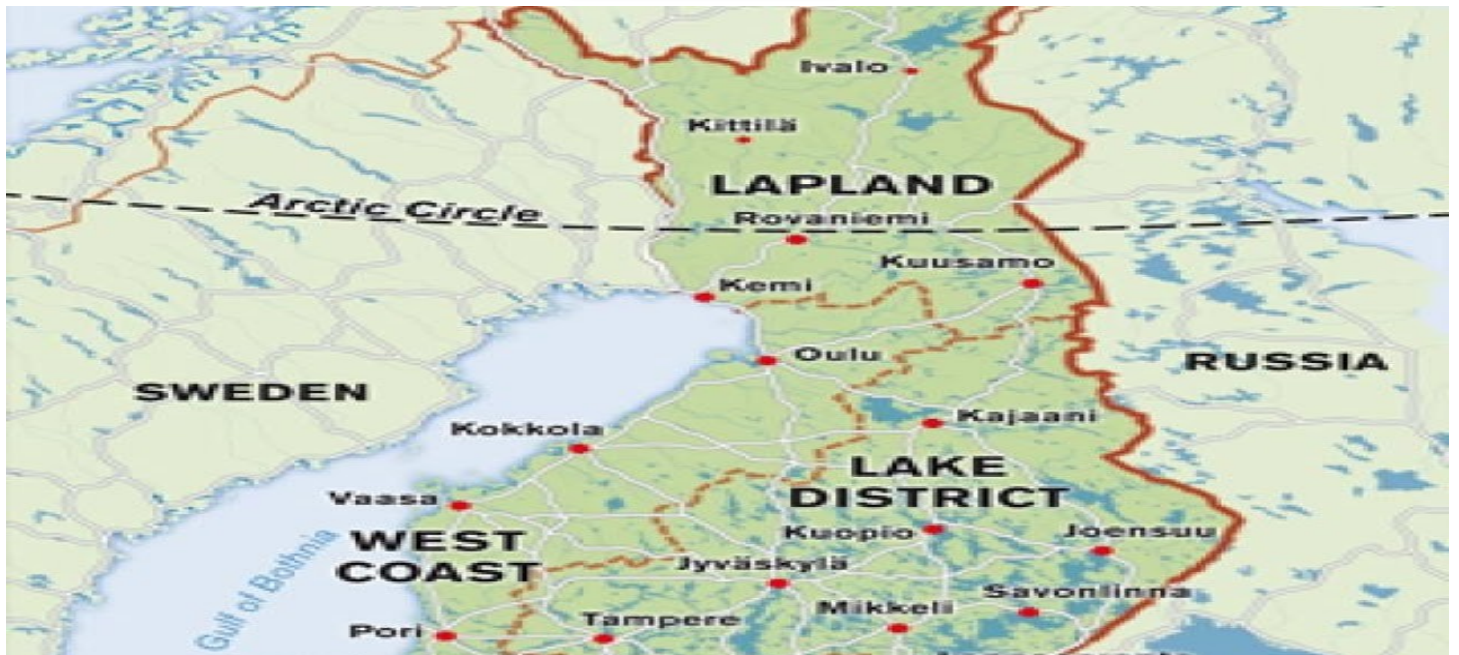 Ivalo
Kittilä
LAPLAND
Arctic Circle
Rovaniemi
Kuusamo
Kemi
Oulu
RUSSIA
SWEDEN
Kajaani
Kokkola
LAKE
DISTRICT
Vaasa
WEST
COAST
Kuopio
Joensuu
Gulf of Bothnia
Jyväskylä
Savonlinna
Mikkeli
Tampere
Pori